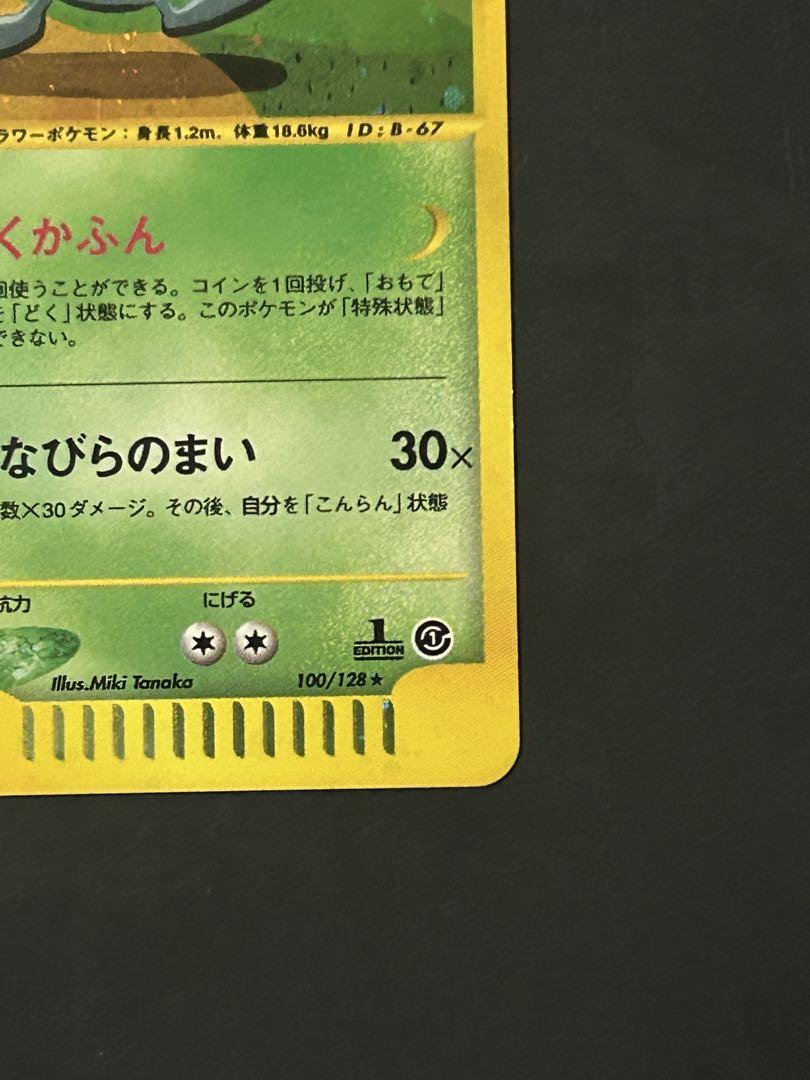 ラワーポケモン：身長1.2m、体重18.6kg ID:B-67
くかふん
回使うことができる。コインを1回投げ、「おもて」
を「どく」状態にする。このポケモンが「特殊状態」
できない。
なびらのまい 30×
数×30ダメージ。その後、自分を「こんらん」状態
抗力 にげる
1 EDITION
Illus.Miki Tanaka 100/128★